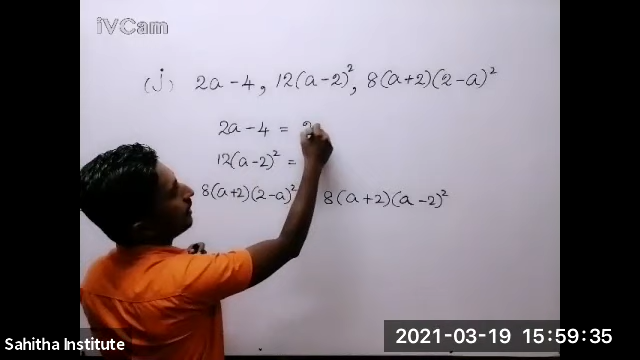 iVCam
(j) 2a - 4, 12(a-2)², 8(a+2)(2-a)²
2a - 4 = 2
12(a-2)² =
8(a+2)(2-a)² 8(a+2)(a-2)²
Sahitha Institute
2021-03-19 15:59:35